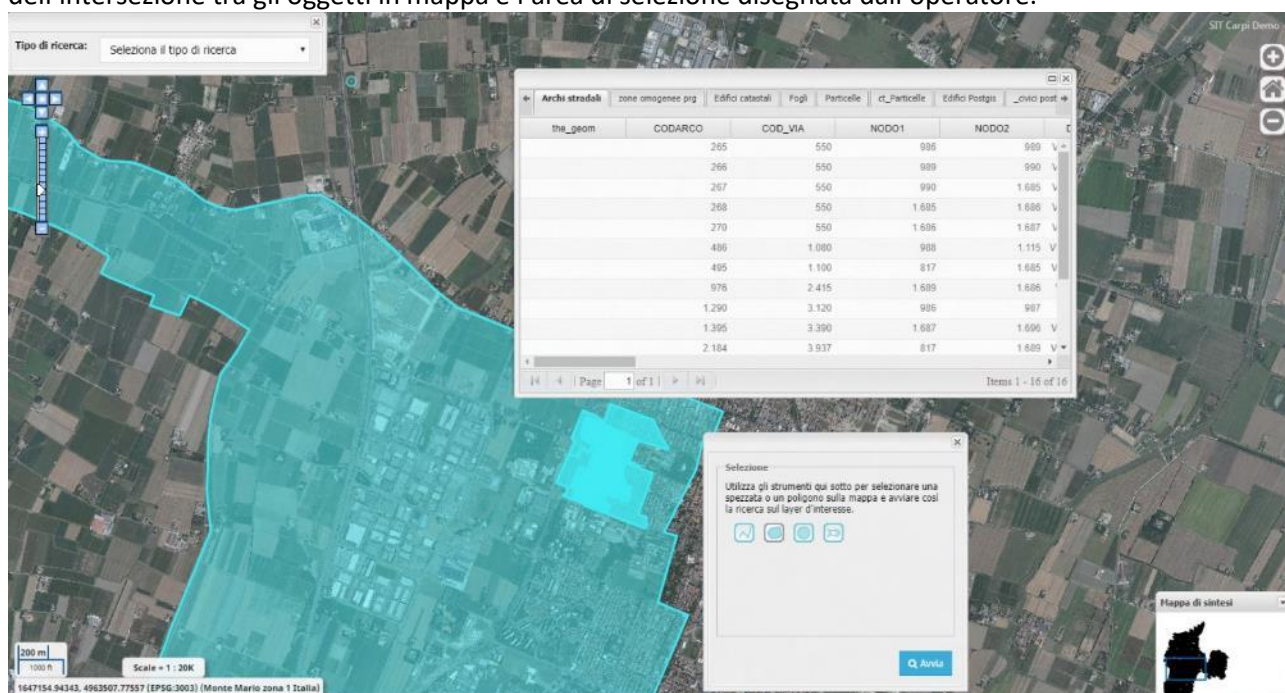 dell'intersezione tra gli oggetti in mappa e l'area di selezione disegnata dall'operatore.
SIT Carpi Demo
Tipo di ricerca: Seleziona il tipo di ricerca
Archi stradali zone omogenee prg Edifici catastali Fogli Particelle ct_Particelle Edifici Postgis _civici post
the_geom CODARCO COD_VIA NODO1 NODO2 D
265 550 986 989 V
266 550 989 990 V
267 550 990 1.685 V
268 550 1.685 1.686 V
270 550 1.686 1.687 V
486 1.080 988 1.115 V
495 1.100 817 1.685 V
976 2.415 1.689 1.686
1.290 3.120 986 987
1.395 3.390 1.687 1.696 V
2.184 3.937 817 1.689 V
Page 1 of 1 Items 1 - 16 of 16
Selezione
Utilizza gli strumenti qui sotto per selezionare una
spezzata o un poligono sulla mappa e avviare così
la ricerca sul layer d'interesse.
Avvia
Mappa di sintesi
200 m
1000 ft
Scale = 1 : 20K
1647154.94343, 4963507.77557 (EPSG:3003) (Monte Mario zona 1 Italia)